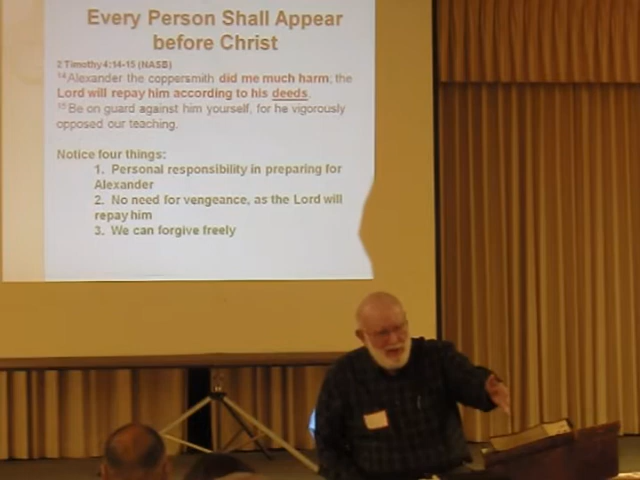 Every Person Shall Appear
before Christ
2 Timothy 4:14-15 (NASB)
14 Alexander the coppersmith did me much harm; the
Lord will repay him according to his deeds.
15 Be on guard against him yourself, for he vigorously
opposed our teaching.
Notice four things:
1. Personal responsibility in preparing for
Alexander
2. No need for vengeance, as the Lord will
repay him
3. We can forgive freely